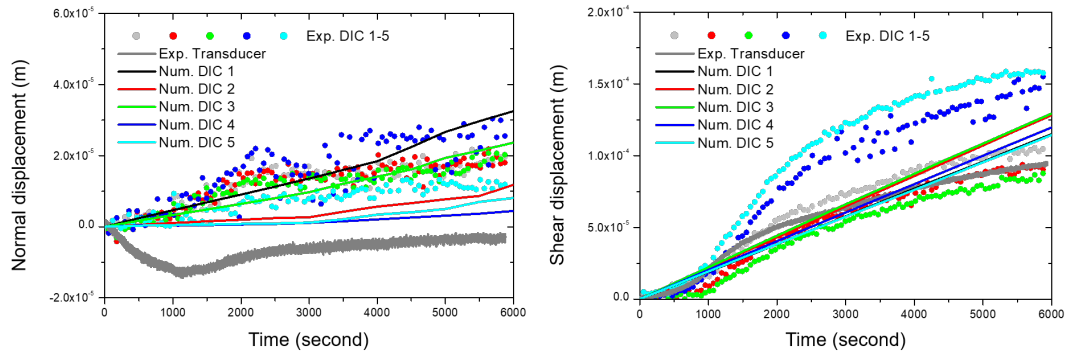 6.0x10⁻⁵
4.0x10⁻⁵
2.0x10⁻⁵
0.0
-2.0x10⁻⁵
Normal displacement (m)
Exp. DIC 1-5
Exp. Transducer
Num. DIC 1
Num. DIC 2
Num. DIC 3
Num. DIC 4
Num. DIC 5
0 1000 2000 3000 4000 5000 6000
Time (second)
2.0x10⁻⁴
1.5x10⁻⁴
1.0x10⁻⁴
5.0x10⁻⁵
0.0
Shear displacement (m)
Exp. DIC 1-5
Exp. Transducer
Num. DIC 1
Num. DIC 2
Num. DIC 3
Num. DIC 4
Num. DIC 5
0 1000 2000 3000 4000 5000 6000
Time (second)